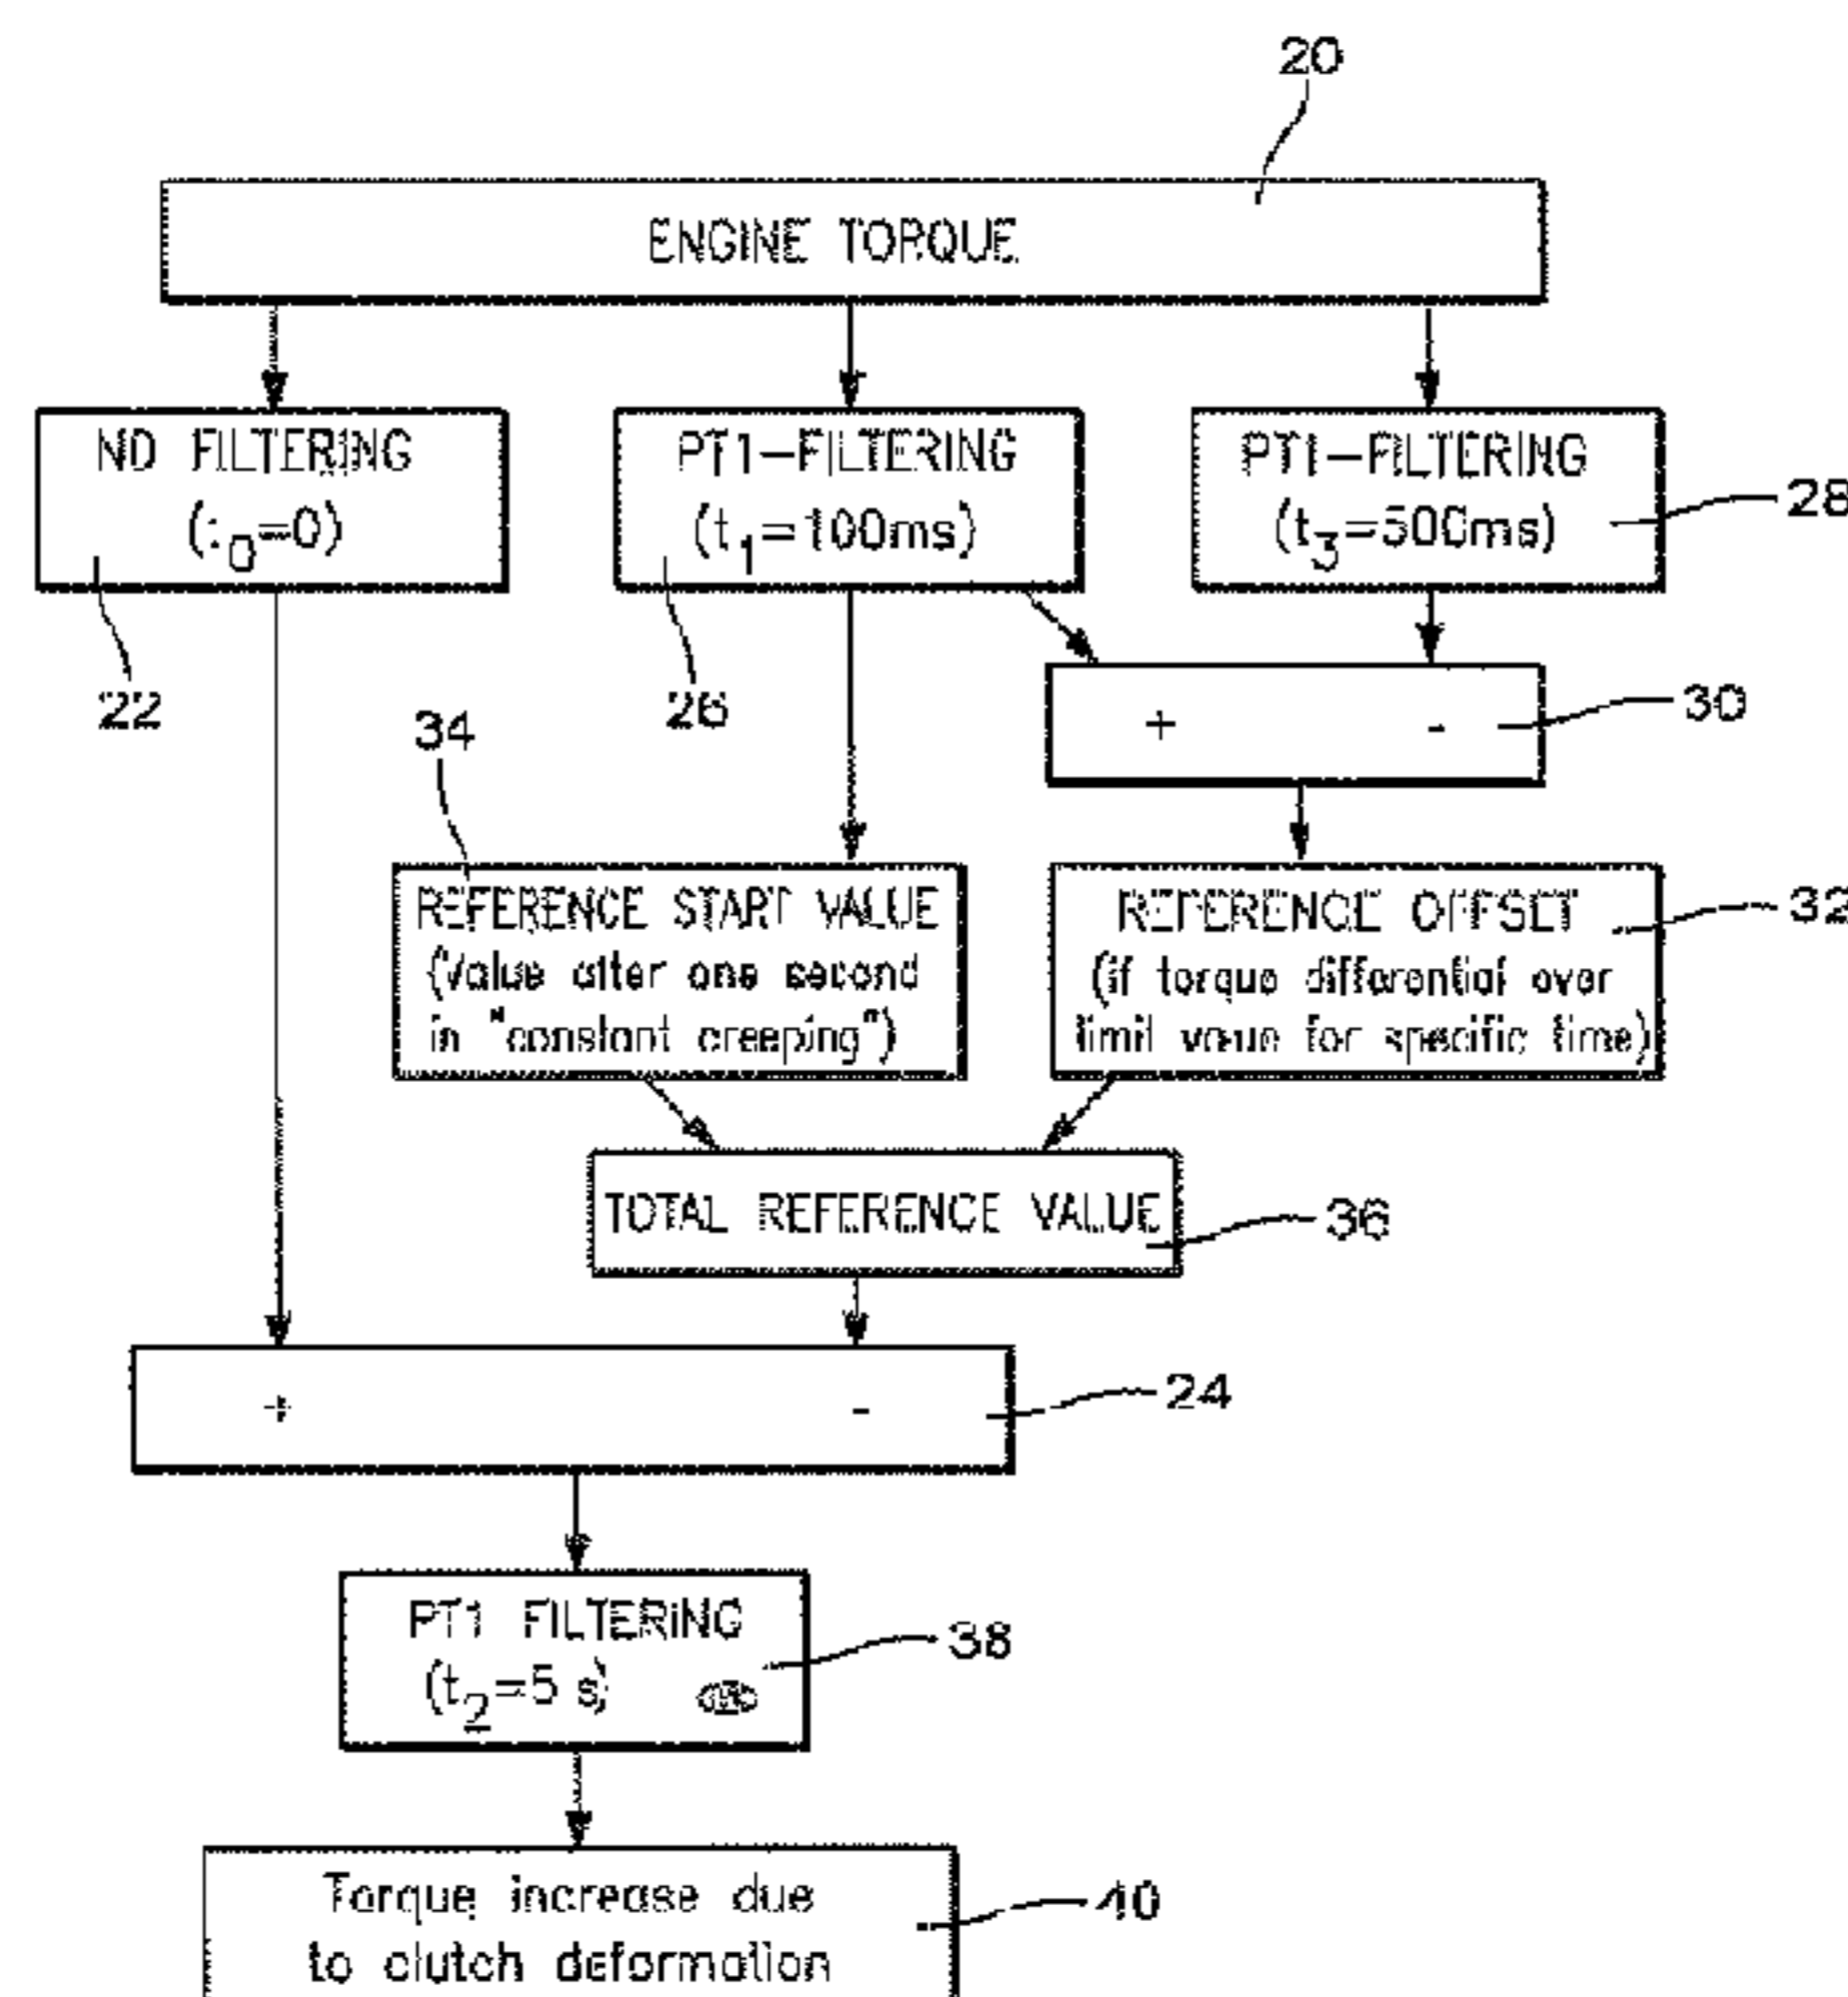 20
ENGINE TORQUE
NO FILTERING
(t0=0)
PT1-FILTERING
(t1=100ms)
PT1-FILTERING
(t3=500ms)
28
22
26
34
30
+ -
REFERENCE START VALUE
(Value after one second
in "constant creeping")
REFERENCE OFFSET
(if torque differential over
limit value for specific time)
32
TOTAL REFERENCE VALUE
36
+ -
24
PT1 FILTERING
(t2=5 s)
38
Torque increase due
to clutch deformation
40